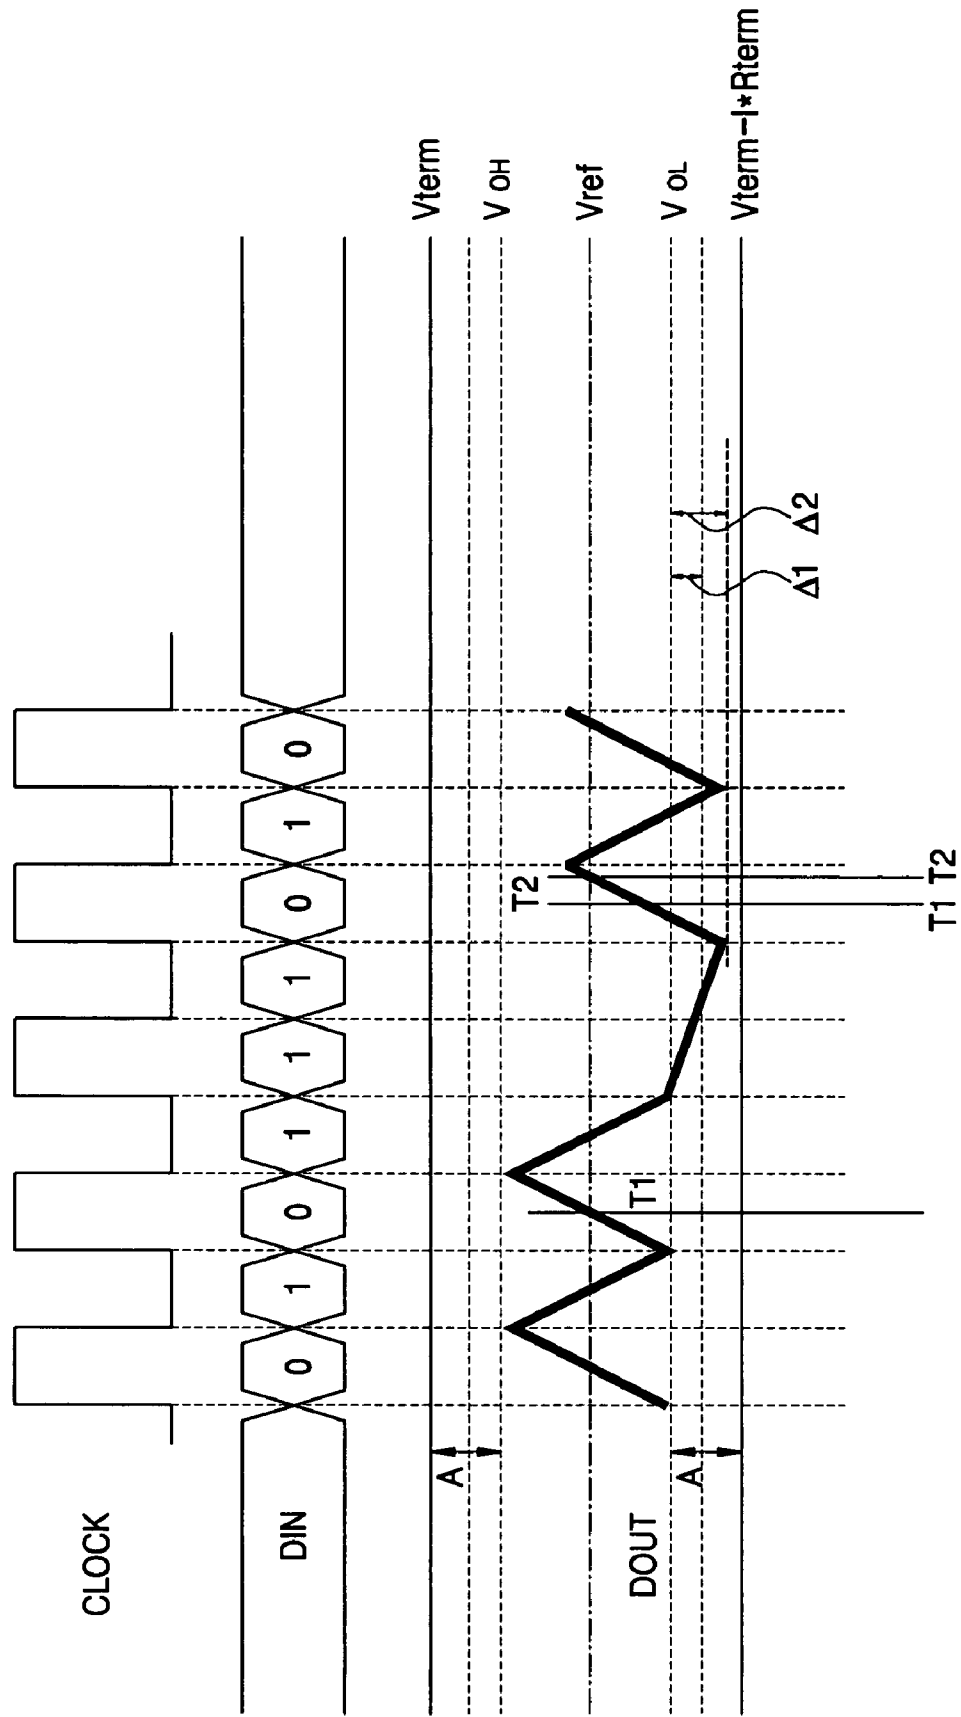 CLOCK
DIN
0 1 0 1 1 1 0 1 0
DOUT
A
A
T1
T2
T1 T2
Δ1 Δ2
Vterm
V OH
Vref
V OL
Vterm-I*Rterm